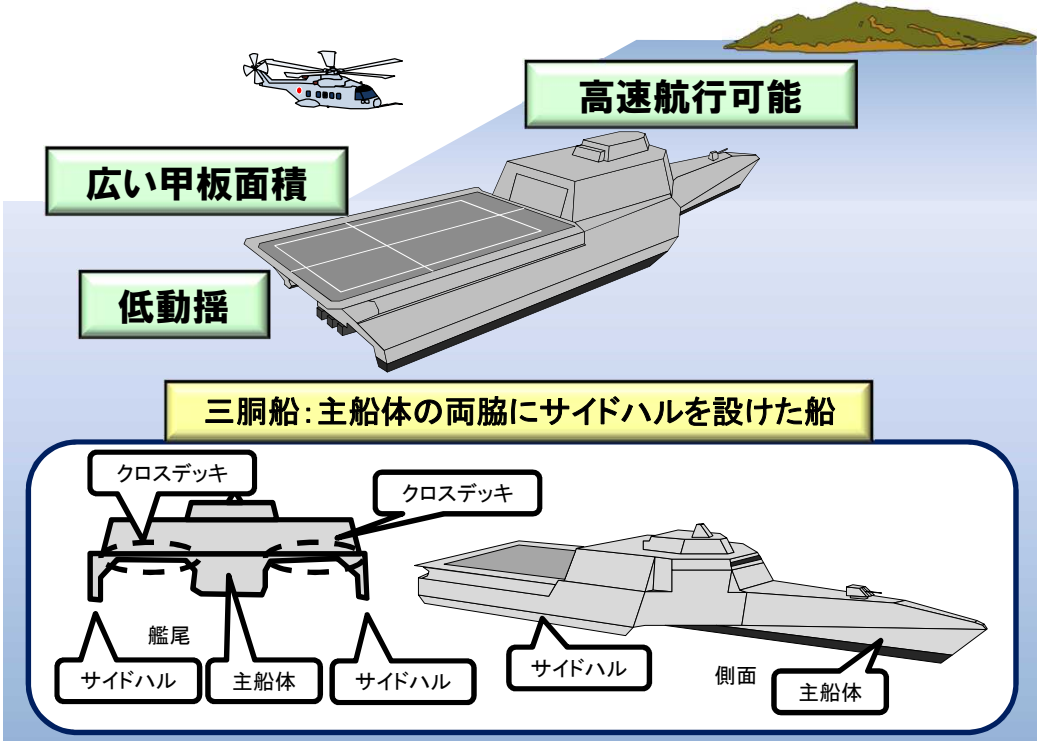 高速航行可能
広い甲板面積
低動揺
三胴船：主船体の両脇にサイドハルを設けた船
クロスデッキ
クロスデッキ
艦尾
サイドハル
主船体
サイドハル
サイドハル
側面
主船体